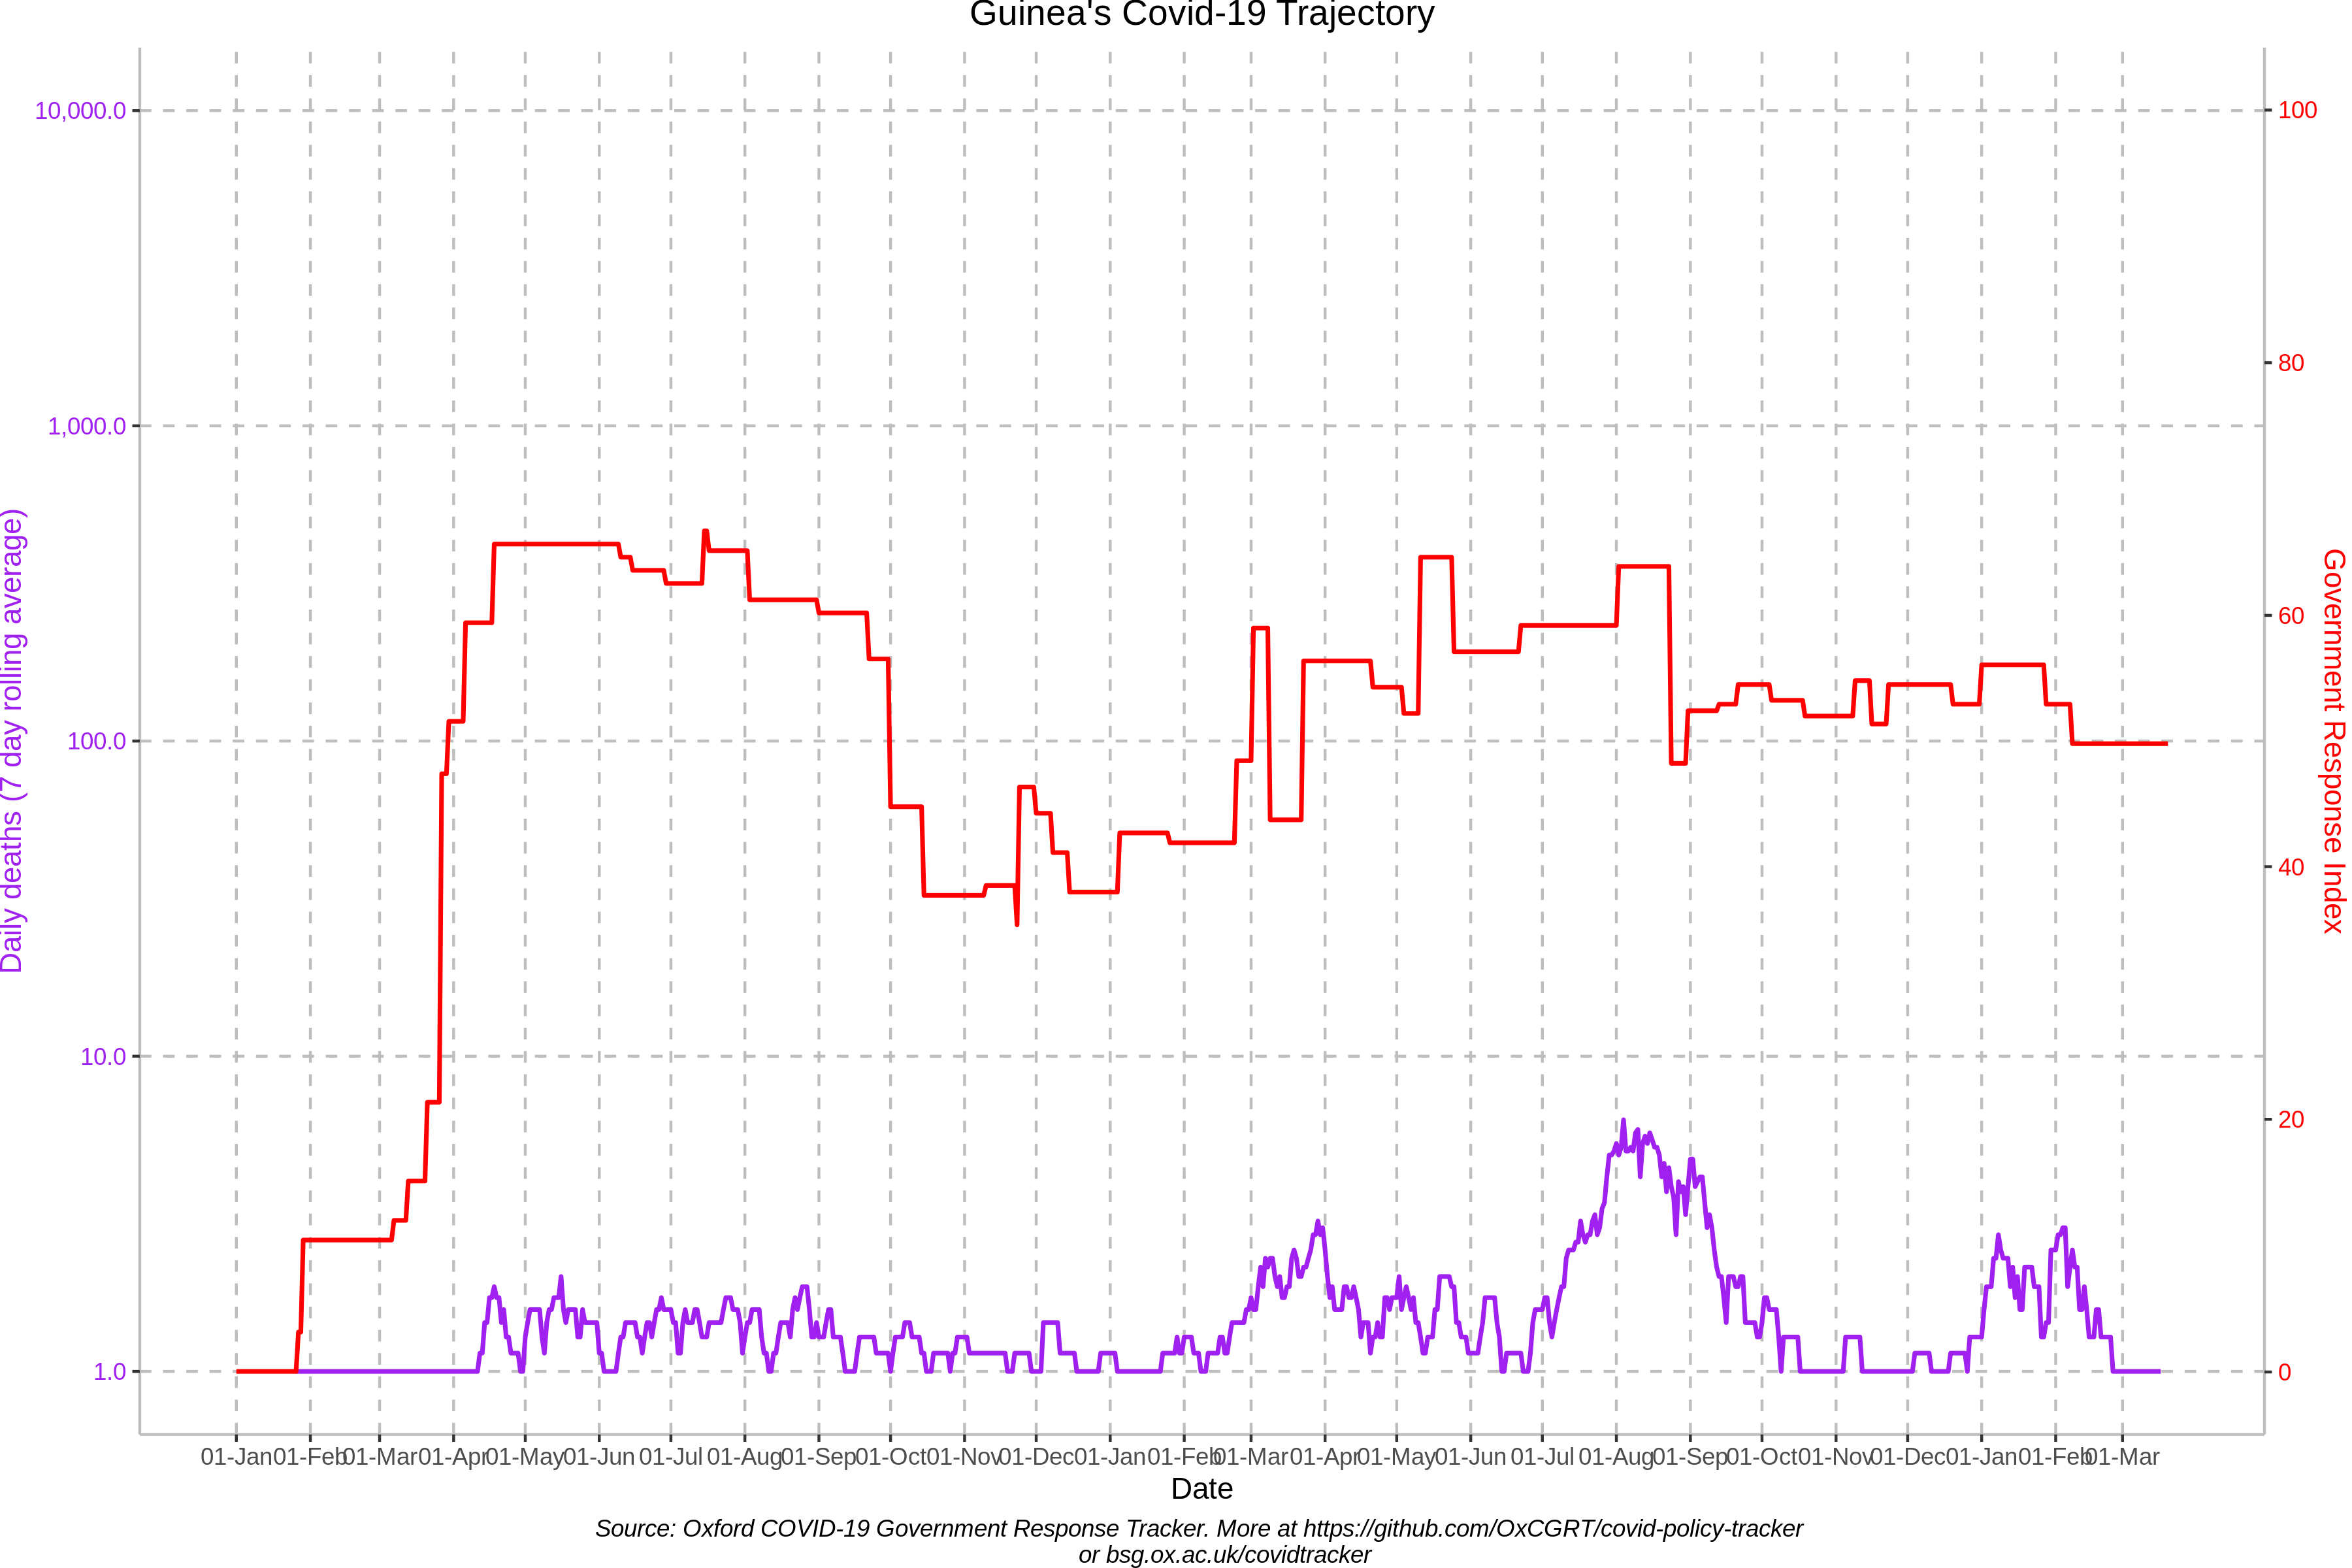 Guinea's Covid-19 Trajectory
10,000.0
1,000.0
100.0
10.0
1.0
Daily deaths (7 day rolling average)
100
80
60
40
20
0
Government Response Index
01-Jan 01-Feb 01-Mar 01-Apr 01-May 01-Jun 01-Jul 01-Aug 01-Sep 01-Oct 01-Nov 01-Dec 01-Jan 01-Feb 01-Mar 01-Apr 01-May 01-Jun 01-Jul 01-Aug 01-Sep 01-Oct 01-Nov 01-Dec 01-Jan 01-Feb 01-Mar
Date
Source: Oxford COVID-19 Government Response Tracker. More at https://github.com/OxCGRT/covid-policy-tracker
or bsg.ox.ac.uk/covidtracker